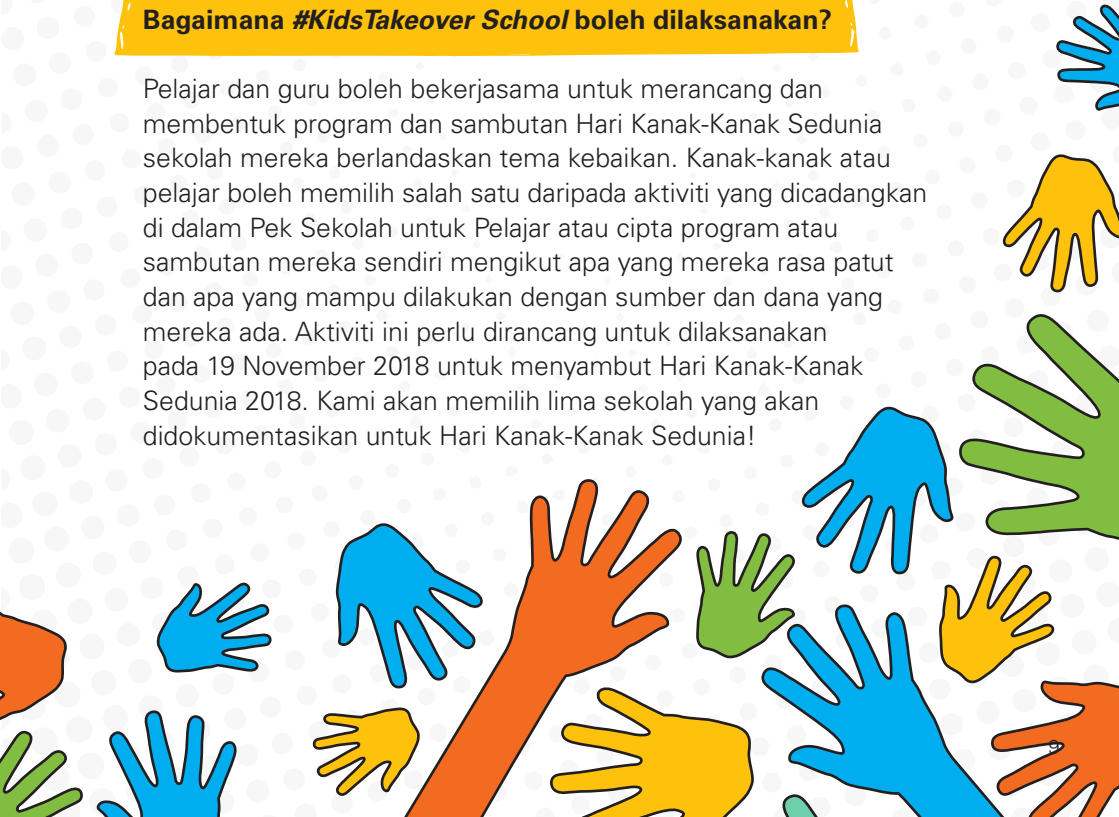 Bagaimana #KidsTakeover School boleh dilaksanakan?
Pelajar dan guru boleh bekerjasama untuk merancang dan
membentuk program dan sambutan Hari Kanak-Kanak Sedunia
sekolah mereka berlandaskan tema kebaikan. Kanak-kanak atau
pelajar boleh memilih salah satu daripada aktiviti yang dicadangkan
di dalam Pek Sekolah untuk Pelajar atau cipta program atau
sambutan mereka sendiri mengikut apa yang mereka rasa patut
dan apa yang mampu dilakukan dengan sumber dan dana yang
mereka ada. Aktiviti ini perlu dirancang untuk dilaksanakan
pada 19 November 2018 untuk menyambut Hari Kanak-Kanak
Sedunia 2018. Kami akan memilih lima sekolah yang akan
didokumentasikan untuk Hari Kanak-Kanak Sedunia!
9